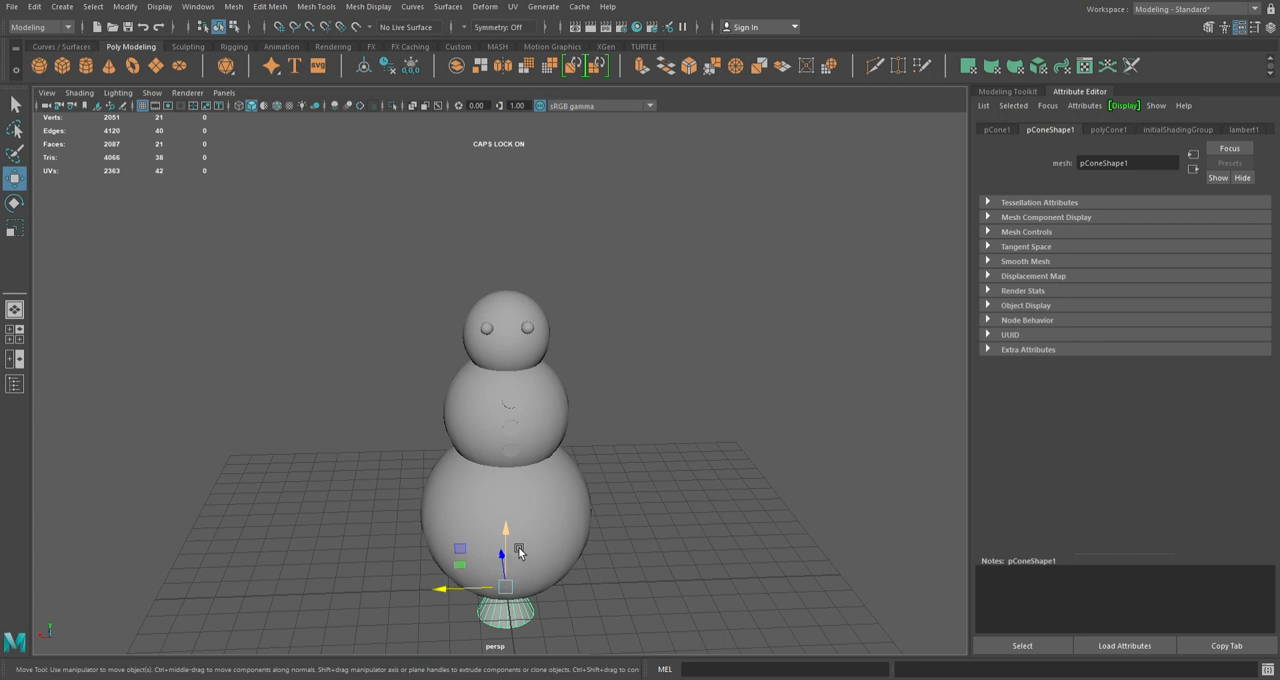 File Edit Create Select Modify Display Windows Mesh Edit Mesh Mesh Tools Mesh Display Curves Surfaces Deform UV Generate Cache Help
Workspace : Modeling - Standard*
Modeling
No Live Surface
Symmetry: Off
Sign In
Curves / Surfaces Poly Modeling Sculpting Rigging Animation Rendering FX FX Caching Custom MASH Motion Graphics XGen TURTLE
T SVG 0,0,0
View Shading Lighting Show Renderer Panels
0.00 1.00 sRGB gamma
Verts: 2051 21 0
Edges: 4120 40 0
Faces: 2087 21 0
Tris: 4066 38 0
UVs: 2363 42 0
CAPS LOCK ON
persp
Modeling Toolkit Attribute Editor
List Selected Focus Attributes [Display] Show Help
pCone1 pConeShape1 polyCone1 initialShadingGroup lambert1
mesh: pConeShape1
Focus
Presets
Show Hide
Tessellation Attributes
Mesh Component Display
Mesh Controls
Tangent Space
Smooth Mesh
Displacement Map
Render Stats
Object Display
Node Behavior
UUID
Extra Attributes
Notes: pConeShape1
Select Load Attributes Copy Tab
Move Tool: Use manipulator to move object(s). Ctrl+middle-drag to move components along normals. Shift+drag manipulator axis or plane handles to extrude components or clone objects. Ctrl+Shift+drag to con
MEL